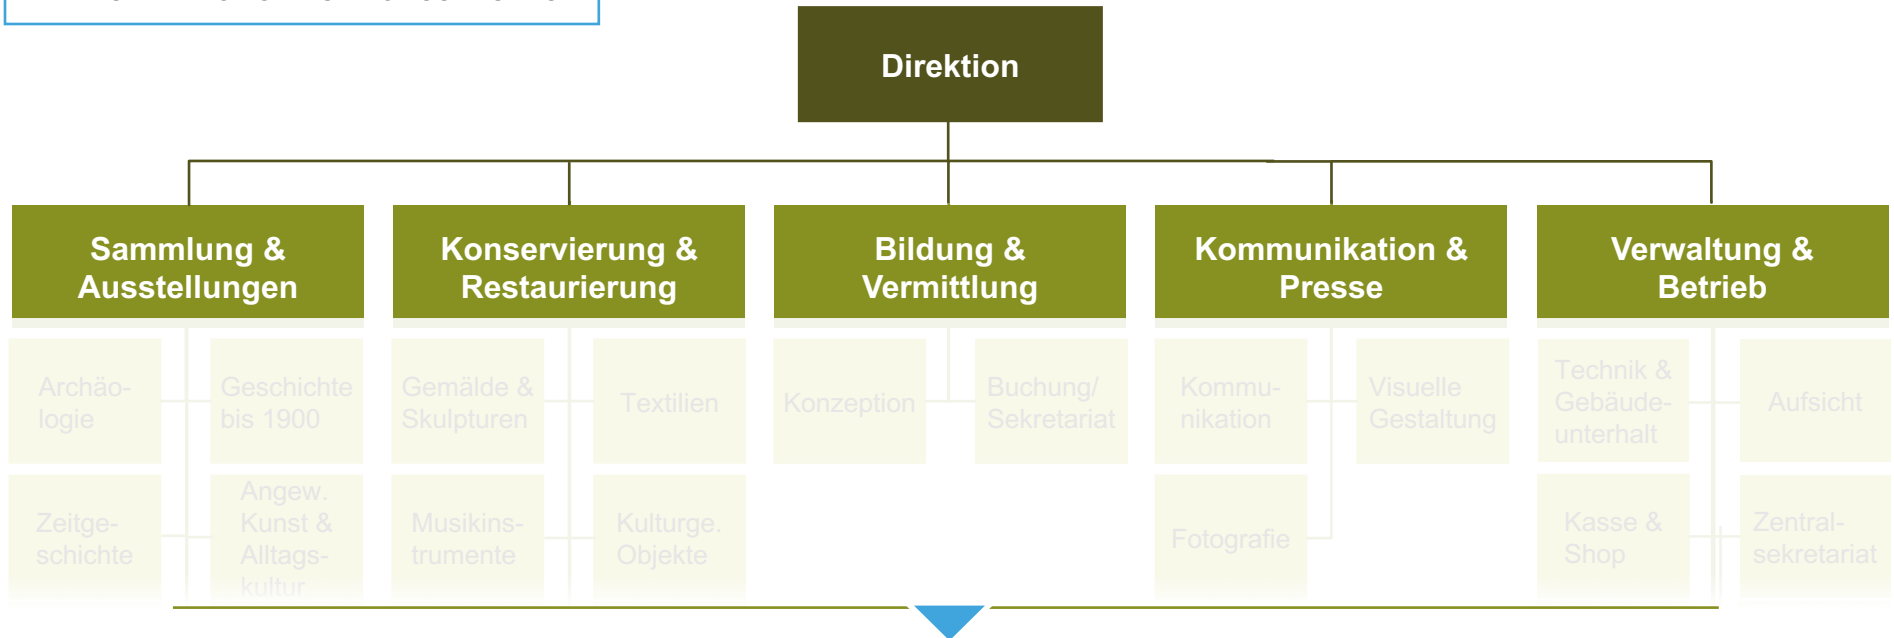 Direktion
Sammlung &
Ausstellungen
Konservierung &
Restaurierung
Bildung &
Vermittlung
Kommunikation &
Presse
Verwaltung &
Betrieb
Archäo-
logie
Geschichte
bis 1900
Gemälde &
Skulpturen
Textilien
Konzeption
Buchung/
Sekretariat
Kommu-
nikation
Visuelle
Gestaltung
Technik &
Gebäude-
unterhalt
Aufsicht
Zeitge-
schichte
Angew.
Kunst &
Alltags-
kultur
Musikins-
trumente
Kulturge.
Objekte
Fotografie
Kasse &
Shop
Zentral-
sekretariat